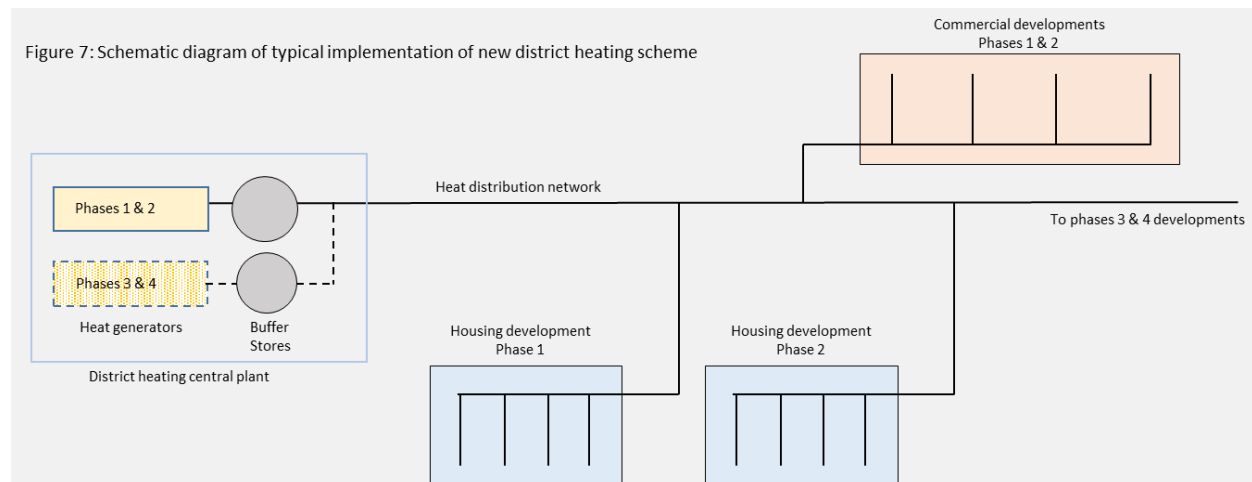 Figure 7: Schematic diagram of typical implementation of new district heating scheme
Commercial developments
Phases 1 & 2
Phases 1 & 2
Heat distribution network
To phases 3 & 4 developments
Phases 3 & 4
Heat generators
Buffer
Stores
District heating central plant
Housing development
Phase 1
Housing development
Phase 2